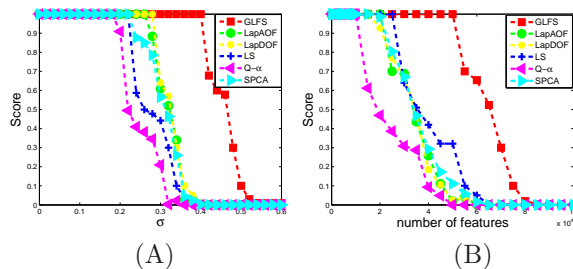 1
0.9
0.8
0.7
0.6
0.5
0.4
0.3
0.2
0.1
0
Score
0 0.1 0.2 0.3 0.4 0.5 0.6
σ
GLFS
LapAOF
LapDOF
LS
Q-α
SPCA
(A)
1
0.9
0.8
0.7
0.6
0.5
0.4
0.3
0.2
0.1
0
Score
0 2 4 6 8 10
x 10⁴
number of features
GLFS
LapAOF
LapDOF
LS
Q-α
SPCA
(B)